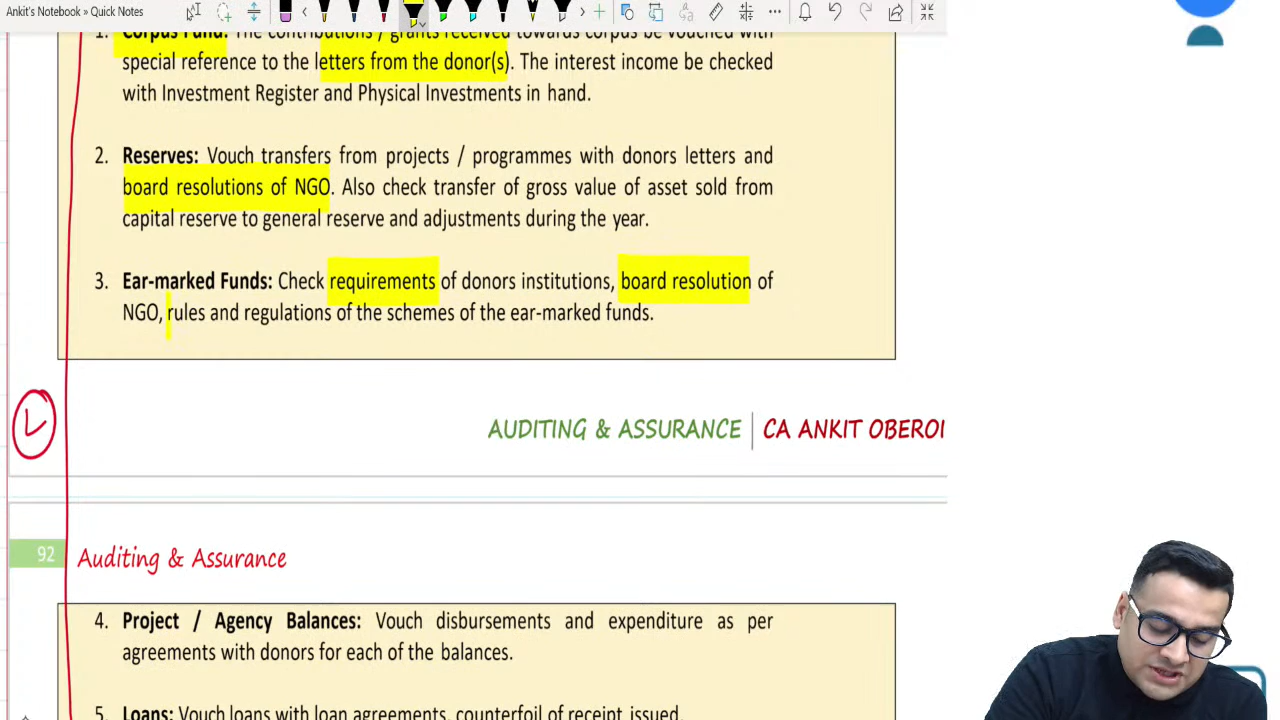 Ankit's Notebook » Quick Notes
1. Corpus Fund: The contributions / grants received towards corpus be vouched with
special reference to the letters from the donor(s). The interest income be checked
with Investment Register and Physical Investments in hand.
2. Reserves: Vouch transfers from projects / programmes with donors letters and
board resolutions of NGO. Also check transfer of gross value of asset sold from
capital reserve to general reserve and adjustments during the year.
3. Ear-marked Funds: Check requirements of donors institutions, board resolution of
NGO, rules and regulations of the schemes of the ear-marked funds.
L
AUDITING & ASSURANCE | CA ANKIT OBEROI
92 Auditing & Assurance
4. Project / Agency Balances: Vouch disbursements and expenditure as per
agreements with donors for each of the balances.
5. Loans: Vouch loans with loan agreements, counterfoil of receipt issued.